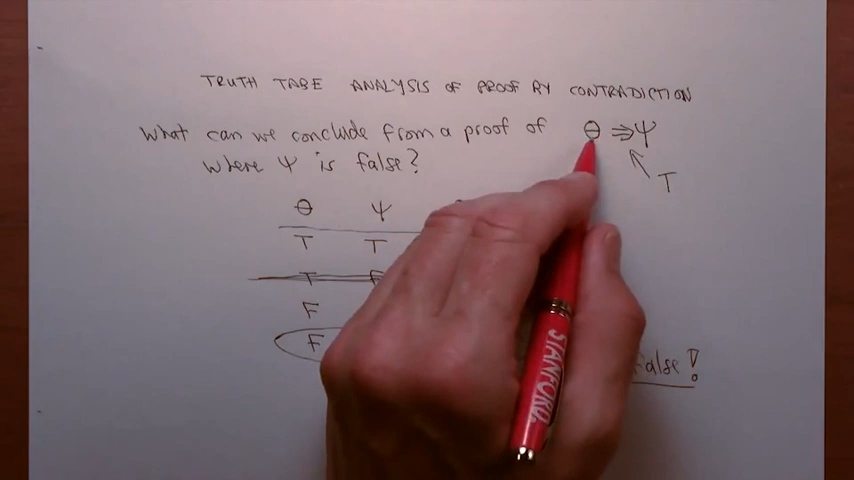 TRUTH TABE ANALYSIS OF PROOF BY CONTRADICTION
What can we conclude from a proof of θ ⇒ Ψ
where Ψ is false?
T
θ Ψ
T T
T F
F
F
False!
STANFORD